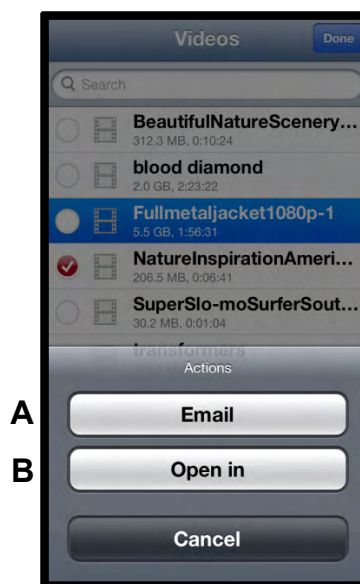 Videos
Done
Search
BeautifulNatureScenery...
312.3 MB, 0:10:24
blood diamond
2.0 GB, 2:23:22
Fullmetaljacket1080p-1
5.5 GB, 1:56:31
NatureInspirationAmeri...
206.5 MB, 0:06:41
SuperSlo-moSurferSout...
30.2 MB, 0:01:04
transformers
Actions
A
Email
B
Open in
Cancel